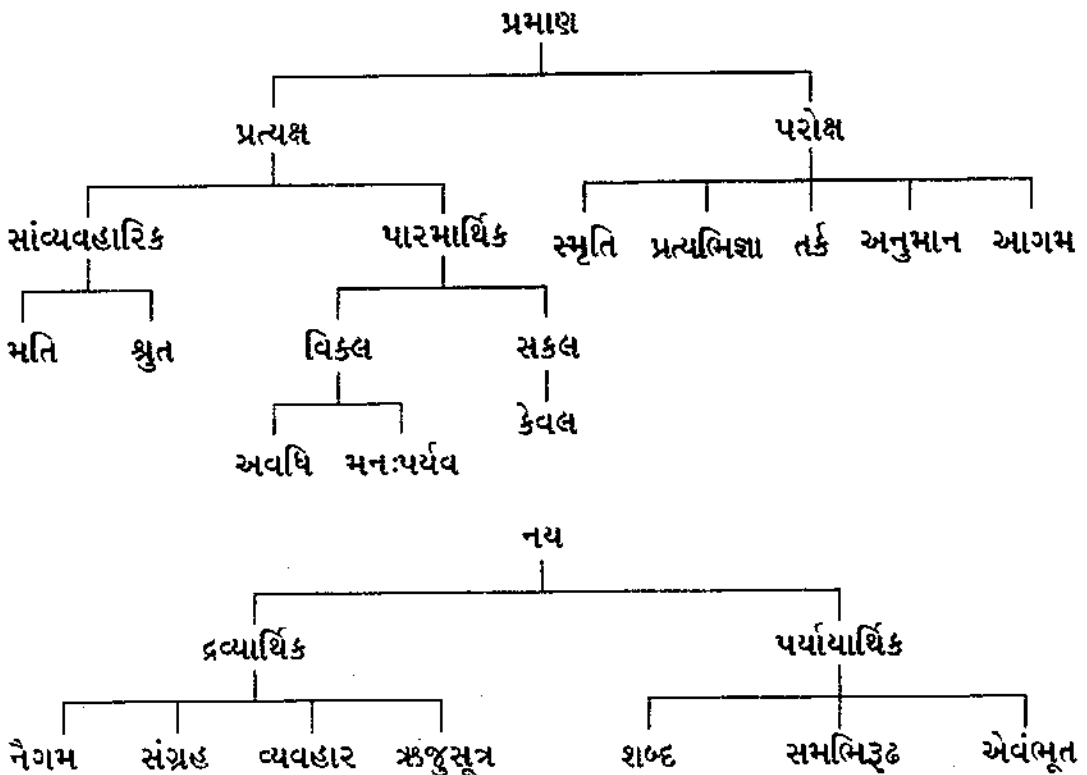 પ્રમાણ
પ્રત્યક્ષ પરોક્ષ
સાંવ્યવહારિક પારમાર્થિક સ્મૃતિ પ્રત્યભિજ્ઞા તર્ક અનુમાન આગમ
મતિ શ્રુત વિક્લ સકલ
કેવલ
અવધિ મનઃપર્યવ
નય
દ્રવ્યાર્થિક પર્યાયાર્થિક
નૈગમ સંગ્રહ વ્યવહાર ઋજુસૂત્ર શબ્દ સમભિરૂઢ એવંભૂત